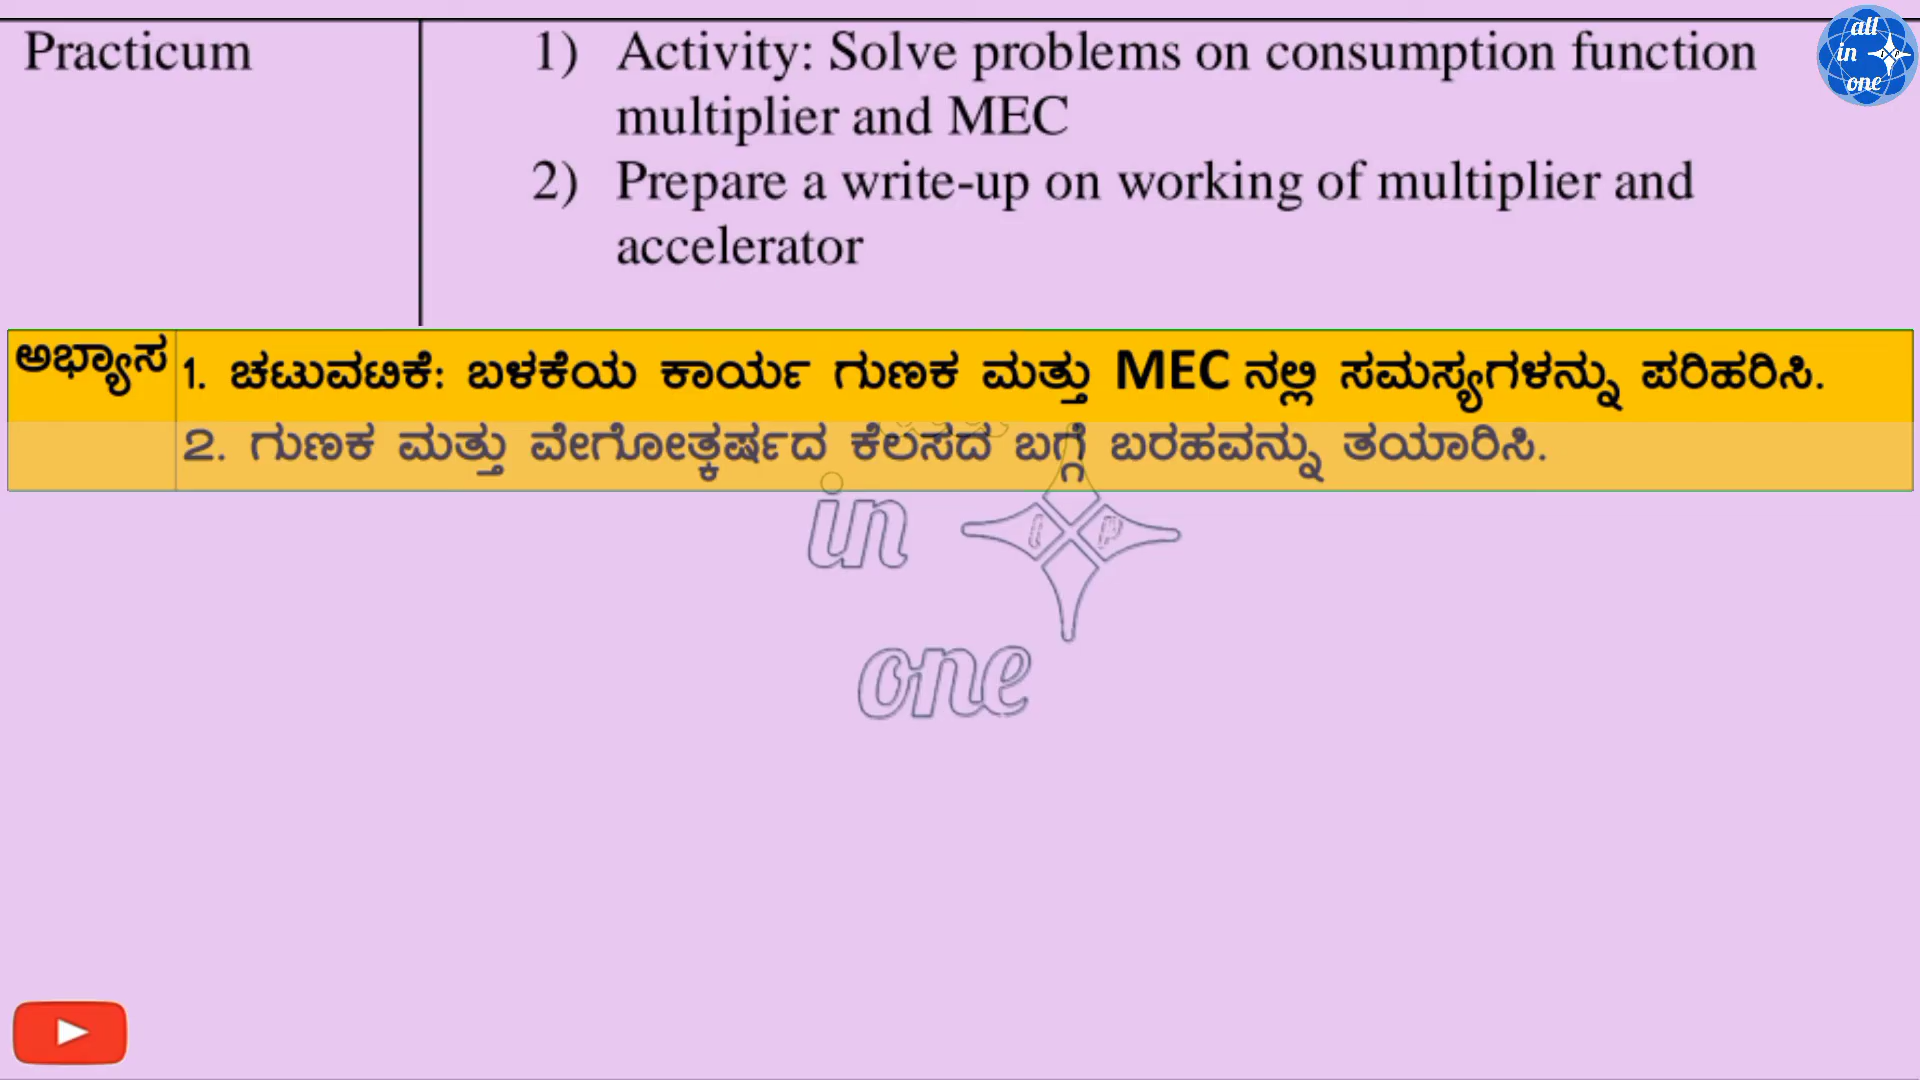 Practicum
1) Activity: Solve problems on consumption function
multiplier and MEC
2) Prepare a write-up on working of multiplier and
accelerator
all
in
one
ಅಭ್ಯಾಸ
1. ಚಟುವಟಿಕೆ: ಬಳಕೆಯ ಕಾರ್ಯ ಗುಣಕ ಮತ್ತು MEC ನಲ್ಲಿ ಸಮಸ್ಯೆಗಳನ್ನು ಪರಿಹರಿಸಿ.
2. ಗುಣಕ ಮತ್ತು ವೇಗೋತ್ಕರ್ಷದ ಕೆಲಸದ ಬಗ್ಗೆ ಬರಹವನ್ನು ತಯಾರಿಸಿ.
in
I P
one